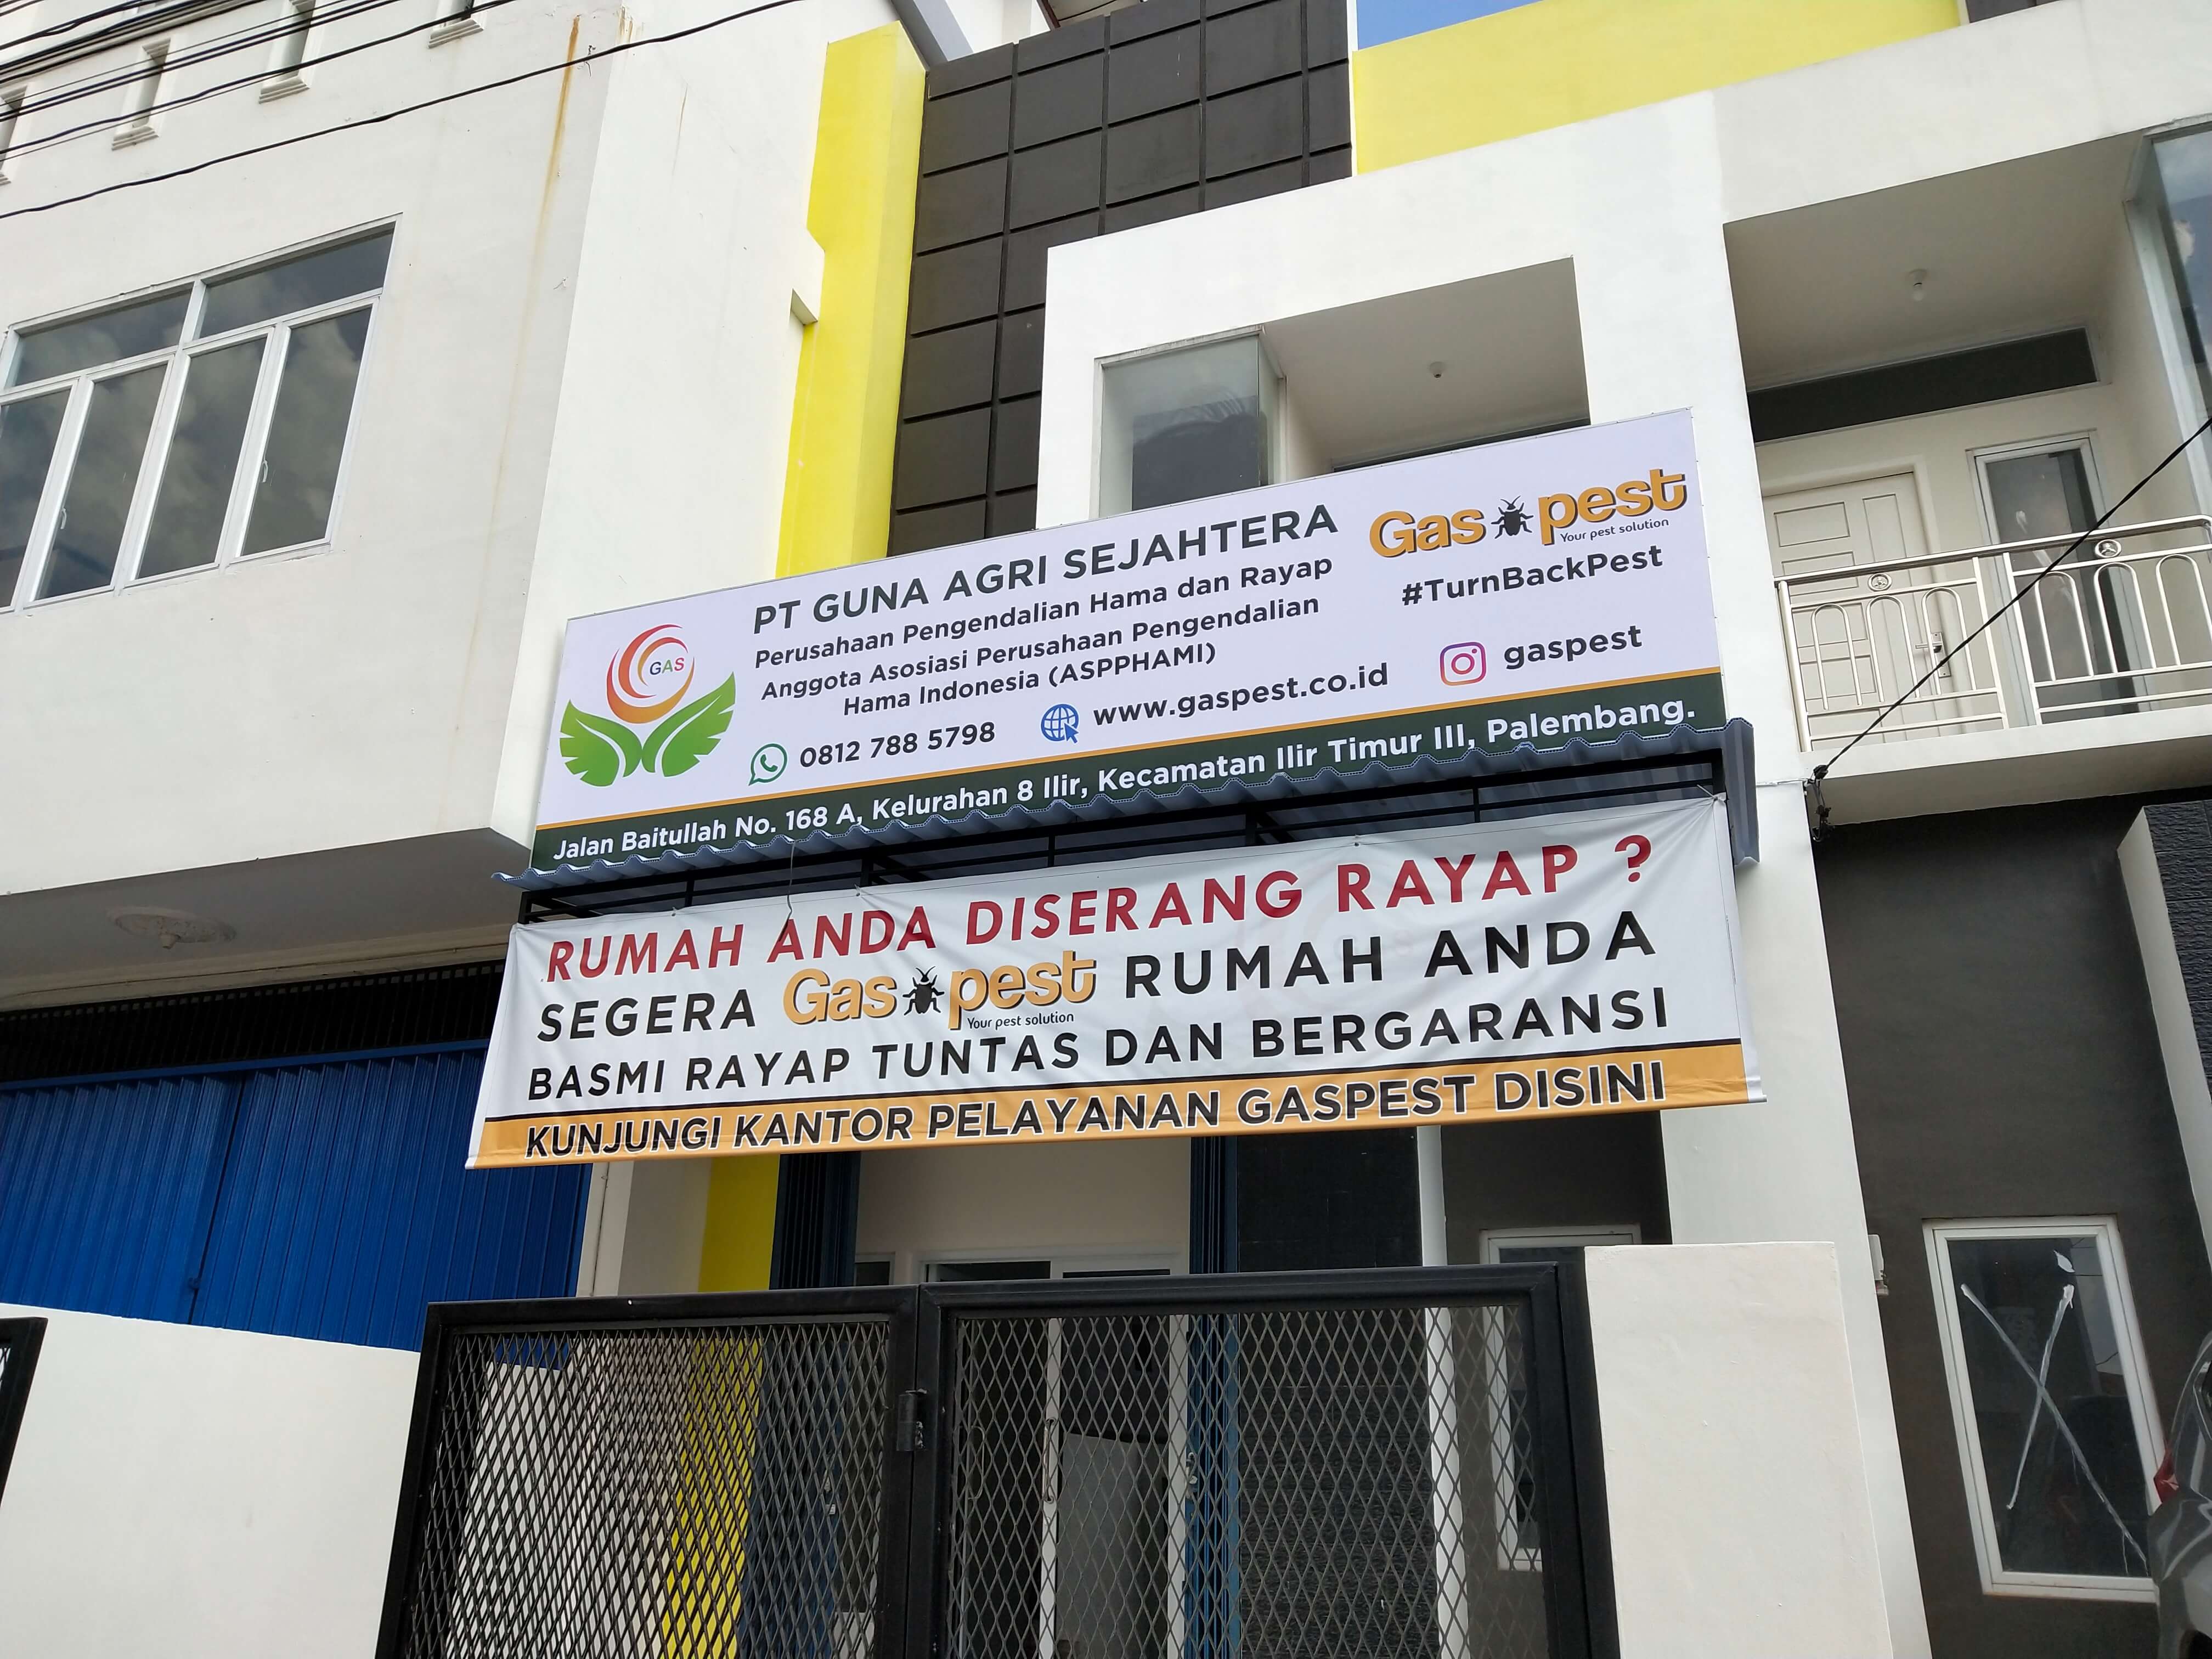 GAS
PT GUNA AGRI SEJAHTERA
Perusahaan Pengendalian Hama dan Rayap
Anggota Asosiasi Perusahaan Pengendalian
Hama Indonesia (ASPPHAMI)
0812 788 5798
www.gaspest.co.id
Gas pest
Your pest solution
#TurnBackPest
gaspest
Jalan Baitullah No. 168 A, Kelurahan 8 Ilir, Kecamatan Ilir Timur III, Palembang.
RUMAH ANDA DISERANG RAYAP ?
SEGERA Gas pest RUMAH ANDA
Your pest solution
BASMI RAYAP TUNTAS DAN BERGARANSI
KUNJUNGI KANTOR PELAYANAN GASPEST DISINI